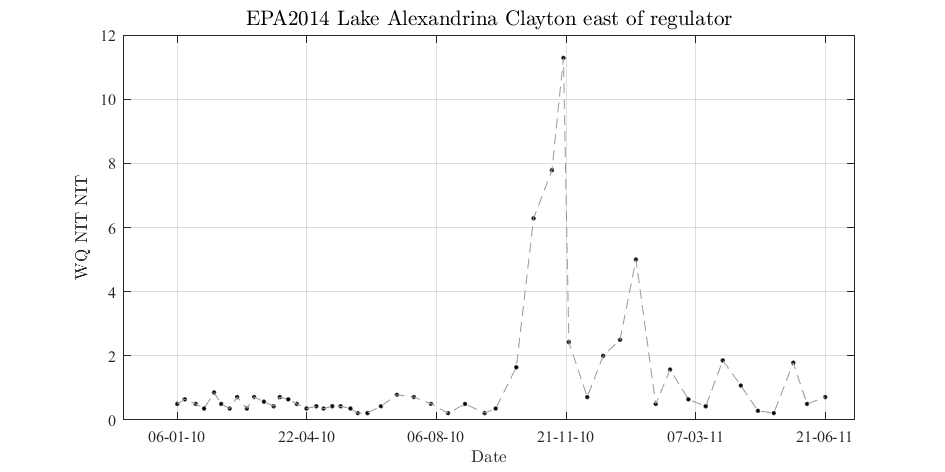 EPA2014 Lake Alexandrina Clayton east of regulator
12
10
8
6
4
2
0
WQ NIT NIT
06-01-10 22-04-10 06-08-10 21-11-10 07-03-11 21-06-11
Date